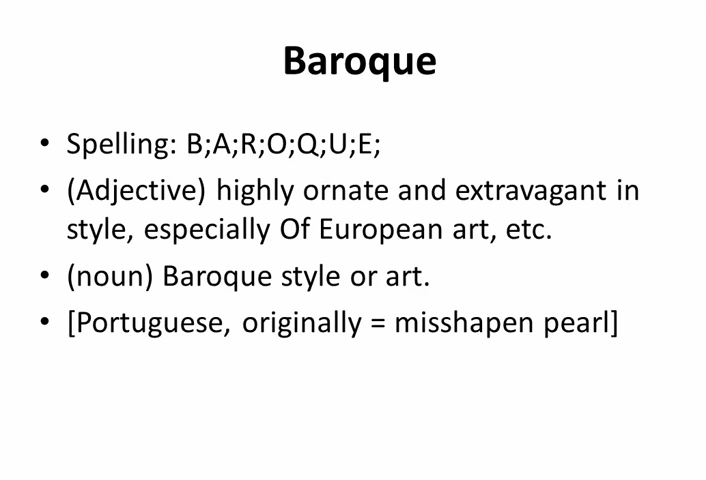 Baroque
• Spelling: B;A;R;O;Q;U;E;
• (Adjective) highly ornate and extravagant in
style, especially Of European art, etc.
• (noun) Baroque style or art.
• [Portuguese, originally = misshapen pearl]